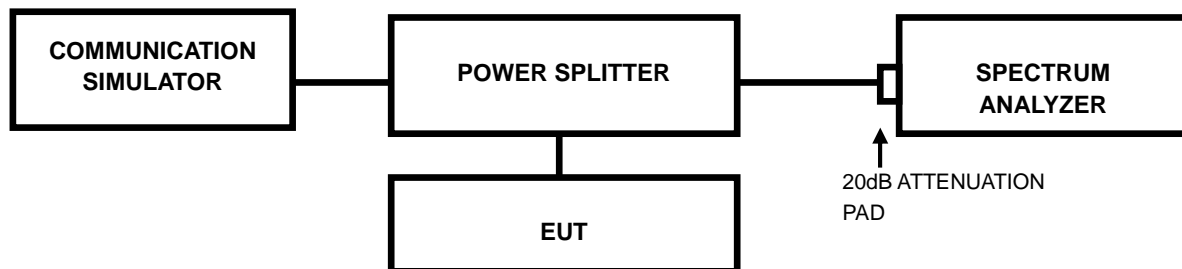 COMMUNICATION
SIMULATOR
POWER SPLITTER
SPECTRUM
ANALYZER
20dB ATTENUATION
PAD
EUT